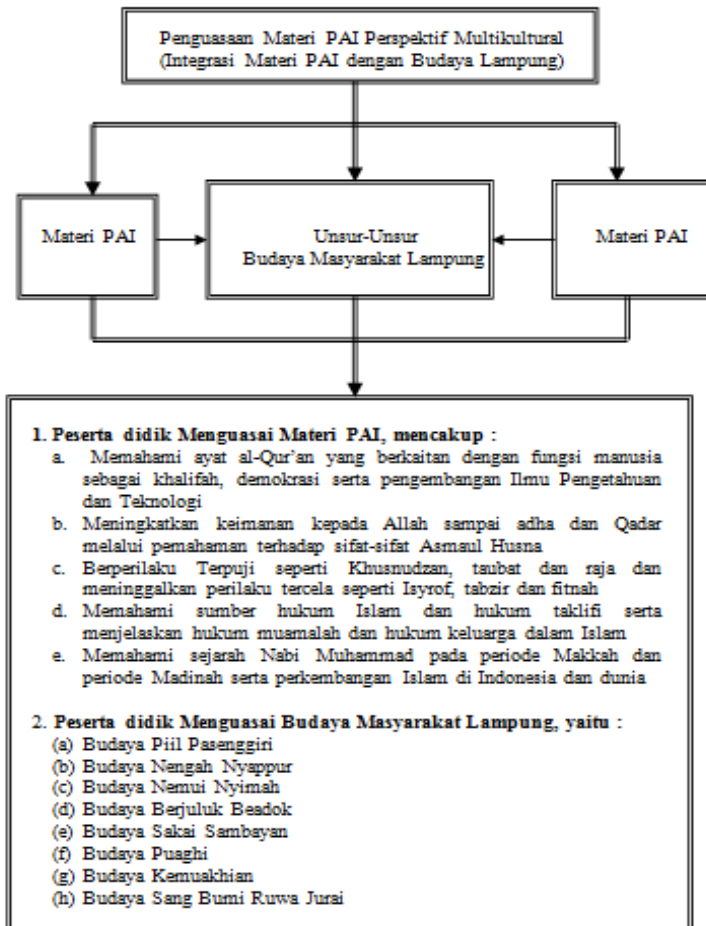 Penguasaan Materi PAI Perspektif Multikultural
(Integrasi Materi PAI dengan Budaya Lampung)
Materi PAI
Unsur-Unsur
Budaya Masyarakat Lampung
Materi PAI
1. Peserta didik Menguasai Materi PAI, mencakup :
a. Memahami ayat al-Qur'an yang berkaitan dengan fungsi manusia
sebagai khalifah, demokrasi serta pengembangan Ilmu Pengetahuan
dan Teknologi
b. Meningkatkan keimanan kepada Allah sampai adha dan Qadar
melalui pemahaman terhadap sifat-sifat Asmaul Husna
c. Berperilaku Terpuji seperti Khusnudzan, taubat dan raja dan
meninggalkan perilaku tercela seperti Isyrof, tabzir dan fitnah
d. Memahami sumber hukum Islam dan hukum taklifi serta
menjelaskan hukum muamalah dan hukum keluarga dalam Islam
e. Memahami sejarah Nabi Muhammad pada periode Makkah dan
periode Madinah serta perkembangan Islam di Indonesia dan dunia
2. Peserta didik Menguasai Budaya Masyarakat Lampung, yaitu :
(a) Budaya Piil Pasenggiri
(b) Budaya Nengah Nyappur
(c) Budaya Nemui Nyimah
(d) Budaya Berjuluk Beadok
(e) Budaya Sakai Sambayan
(f) Budaya Puaghi
(g) Budaya Kemuakhian
(h) Budaya Sang Bumi Ruwa Jurai